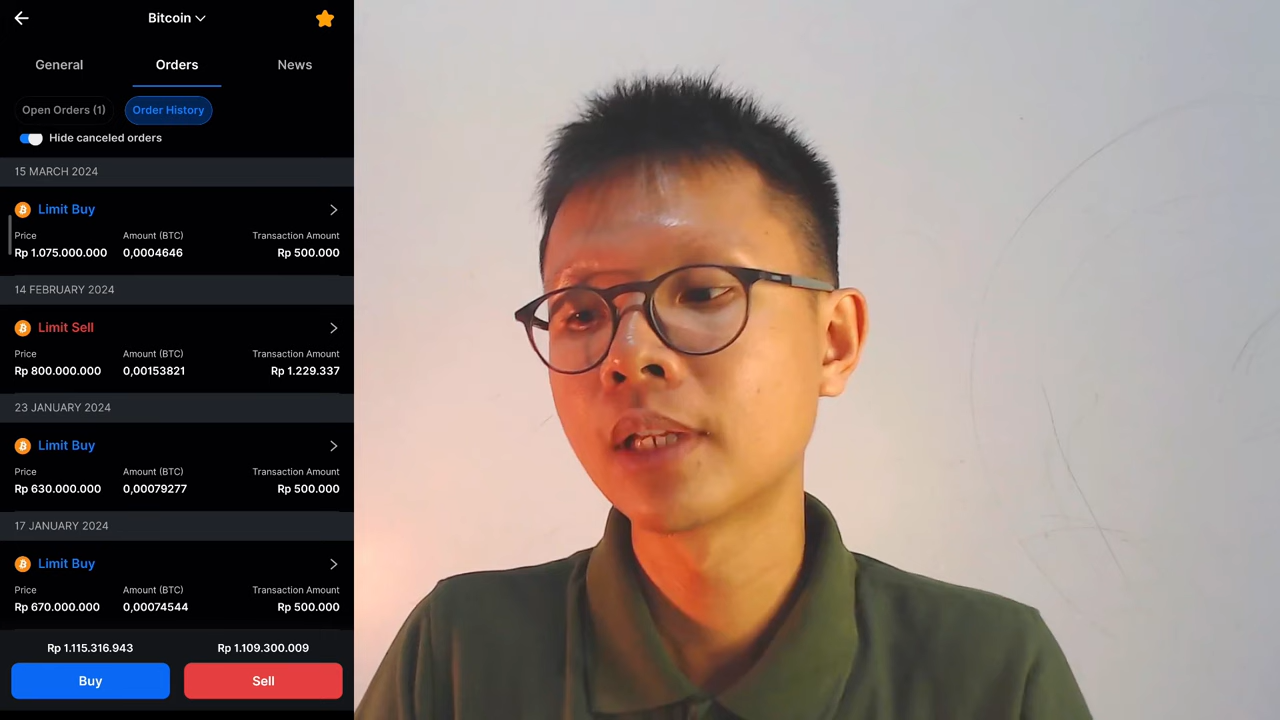 Bitcoin
General Orders News
Open Orders (1) Order History
Hide canceled orders
15 MARCH 2024
Limit Buy
Price Amount (BTC) Transaction Amount
Rp 1.075.000.000 0,0004646 Rp 500.000
14 FEBRUARY 2024
Limit Sell
Price Amount (BTC) Transaction Amount
Rp 800.000.000 0,00153821 Rp 1.229.337
23 JANUARY 2024
Limit Buy
Price Amount (BTC) Transaction Amount
Rp 630.000.000 0,00079277 Rp 500.000
17 JANUARY 2024
Limit Buy
Price Amount (BTC) Transaction Amount
Rp 670.000.000 0,00074544 Rp 500.000
Rp 1.115.316.943 Rp 1.109.300.009
Buy Sell